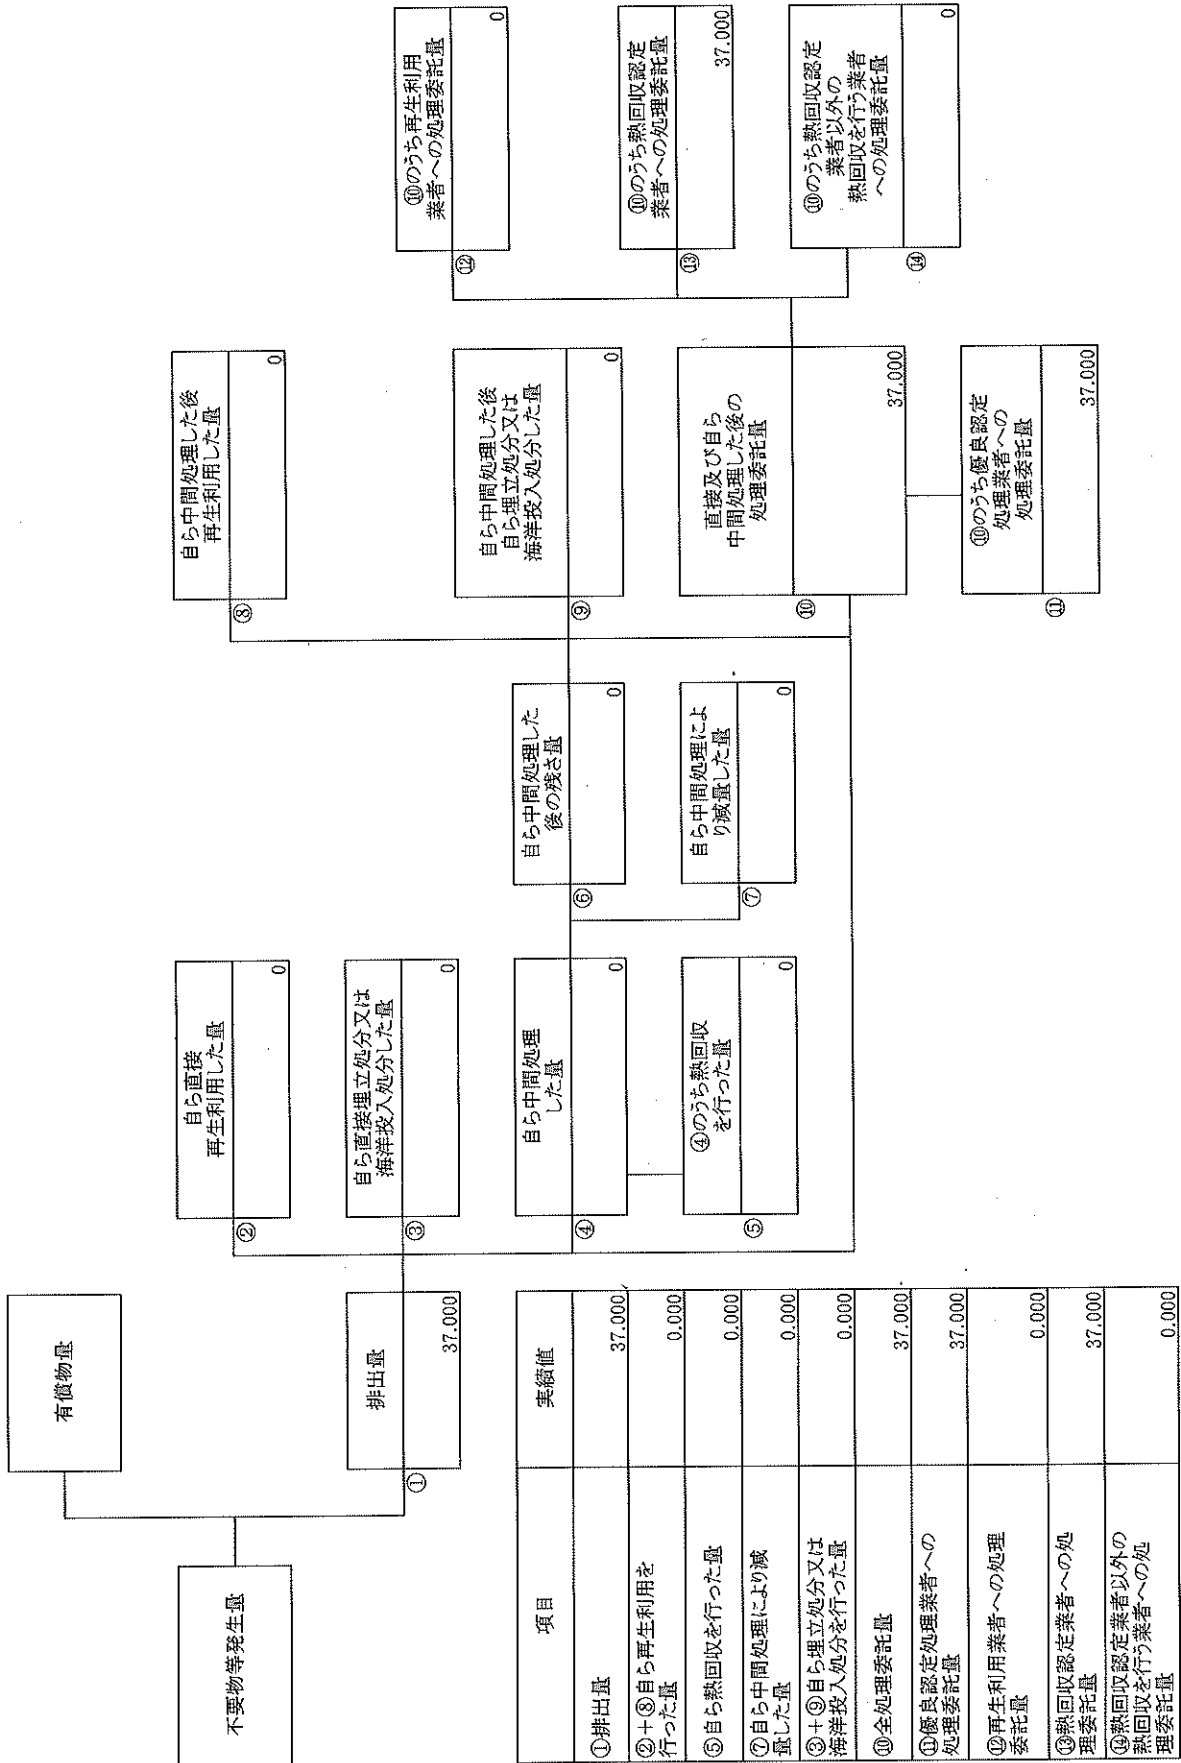 有償物量
不要物等発生量
①
排出量
37.000
②
自ら直接
再生利用した量
0
③
自ら直接埋立処分又は
海洋投入処分した量
0
④
自ら中間処理
した量
0
⑤
④のうち熱回収
を行った量
0
⑥
自ら中間処理した
後の残さ量
0
⑦
自ら中間処理によ
り減量した量
0
⑧
自ら中間処理した後
再生利用した量
0
⑨
自ら中間処理した後
自ら埋立処分又は
海洋投入処分した量
0
⑩
直接及び自ら
中間処理した後の
処理委託量
37.000
⑪
⑩のうち優良認定
処理業者への
処理委託量
37.000
⑫
⑩のうち再生利用
業者への処理委託量
0
⑬
⑩のうち熱回収認定
業者への処理委託量
37.000
⑭
⑩のうち熱回収認定
業者以外の
熱回収を行う業者
への処理委託量
0
項目 実績値
①排出量 37.000
②+⑧自ら再生利用を
行った量 0.000
⑤自ら熱回収を行った量 0.000
⑦自ら中間処理により減
量した量 0.000
③+⑨自ら埋立処分又は
海洋投入処分を行った量 0.000
⑩全処理委託量 37.000
⑪優良認定処理業者への
処理委託量 37.000
⑫再生利用業者への処理
委託量 0.000
⑬熱回収認定業者への処
理委託量 37.000
⑭熱回収認定業者以外の
熱回収を行う業者への処
理委託量 0.000